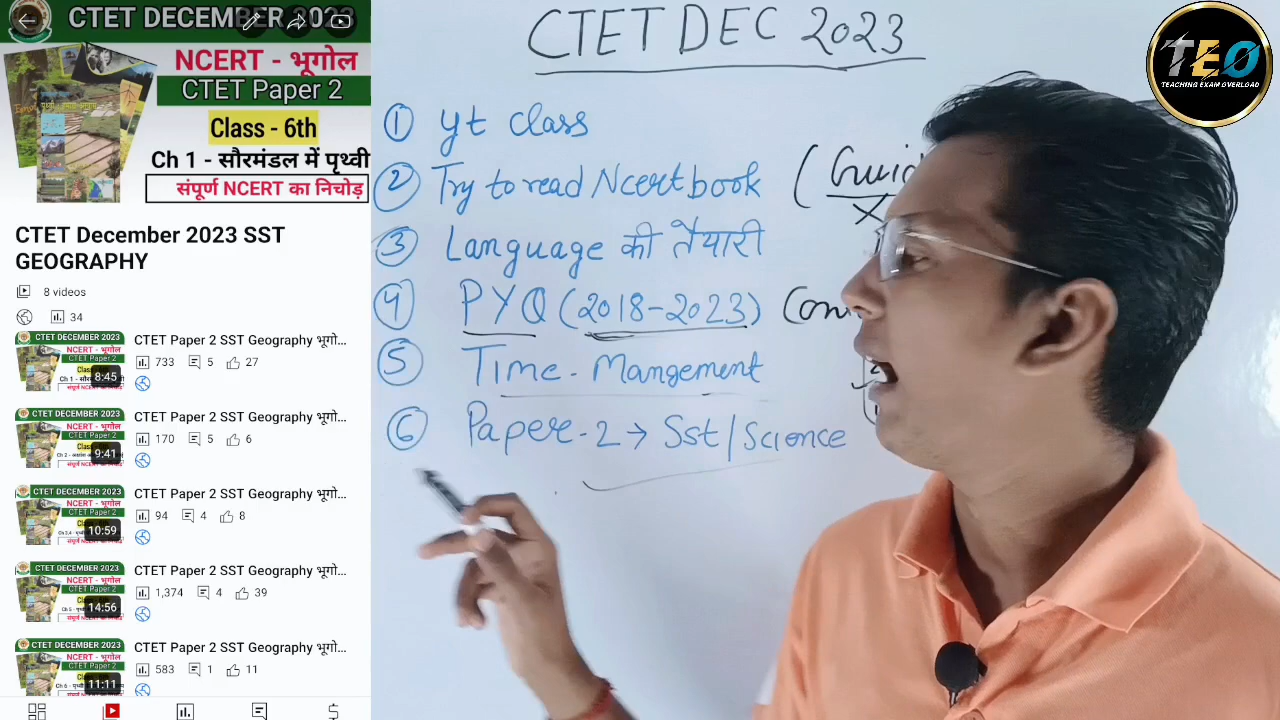 CTET DECEMBER 2023
NCERT - भूगोल
CTET Paper 2
Class - 6th
Ch 1 - सौरमंडल में पृथ्वी
संपूर्ण NCERT का निचोड़
CTET December 2023 SST
GEOGRAPHY
8 videos
34
CTET Paper 2 SST Geography भूगो...
733 5 27
8:45
CTET Paper 2 SST Geography भूगो...
170 5 6
9:41
CTET Paper 2 SST Geography भूगो...
94 4 8
10:59
CTET Paper 2 SST Geography भूगो...
1,374 4 39
14:56
CTET Paper 2 SST Geography भूगो...
583 1 11
11:11
CTET DEC 2023
1 yt class
2 Try to read Ncert book
3 Language की तैयारी
4 PYQ (2018-2023)
5 Time - Mangement
6 Paper-2 → Sst/Science
TEO
TEACHING EXAM OVERLOAD